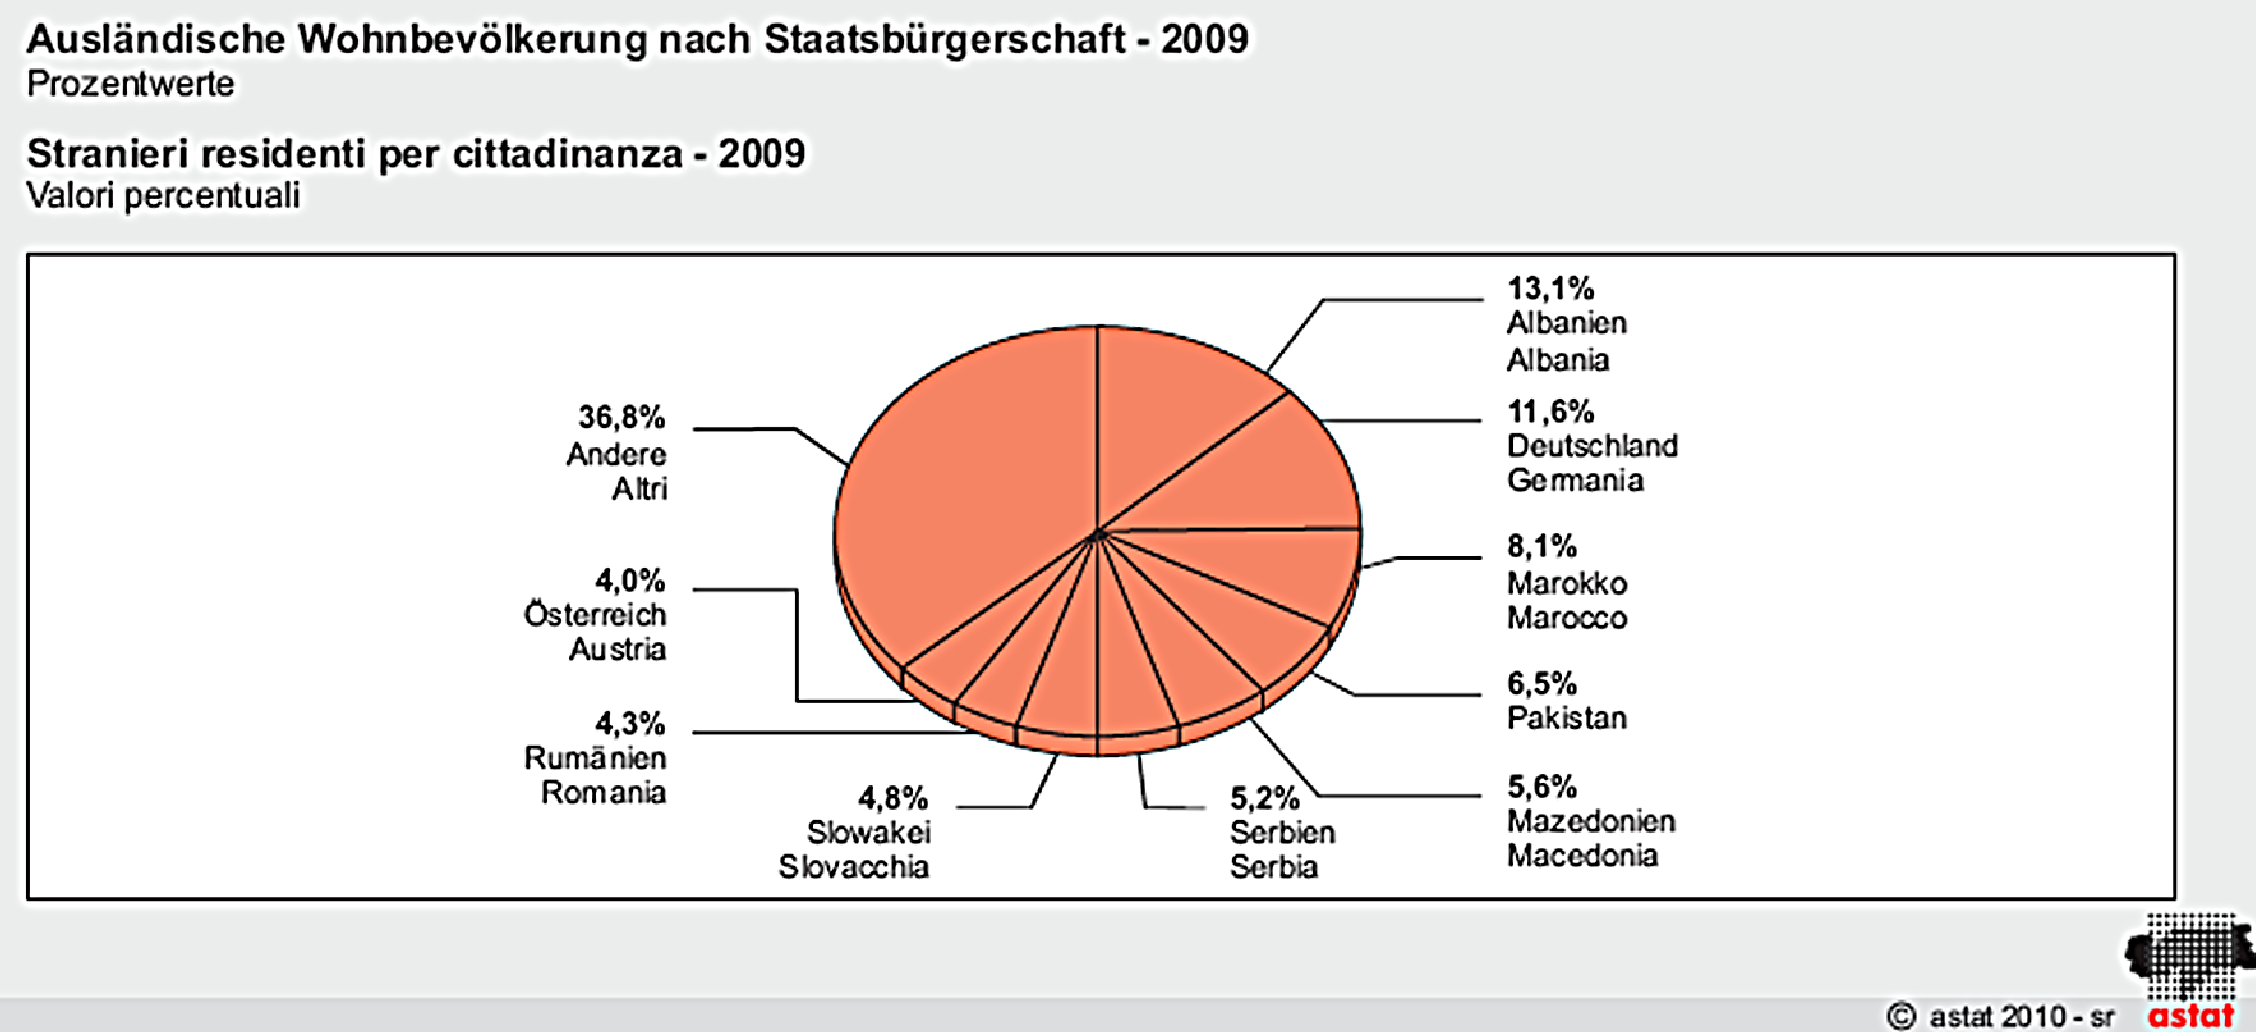 Ausländische Wohnbevölkerung nach Staatsbürgerschaft - 2009
Prozentwerte
Stranieri residenti per cittadinanza - 2009
Valori percentuali
13,1%
Albanien
Albania
11,6%
Deutschland
Germania
8,1%
Marokko
Marocco
6,5%
Pakistan
5,6%
Mazedonien
Macedonia
5,2%
Serbien
Serbia
4,8%
Slowakei
Slovacchia
4,3%
Rumänien
Romania
4,0%
Österreich
Austria
36,8%
Andere
Altri
© astat 2010 - sr
astat